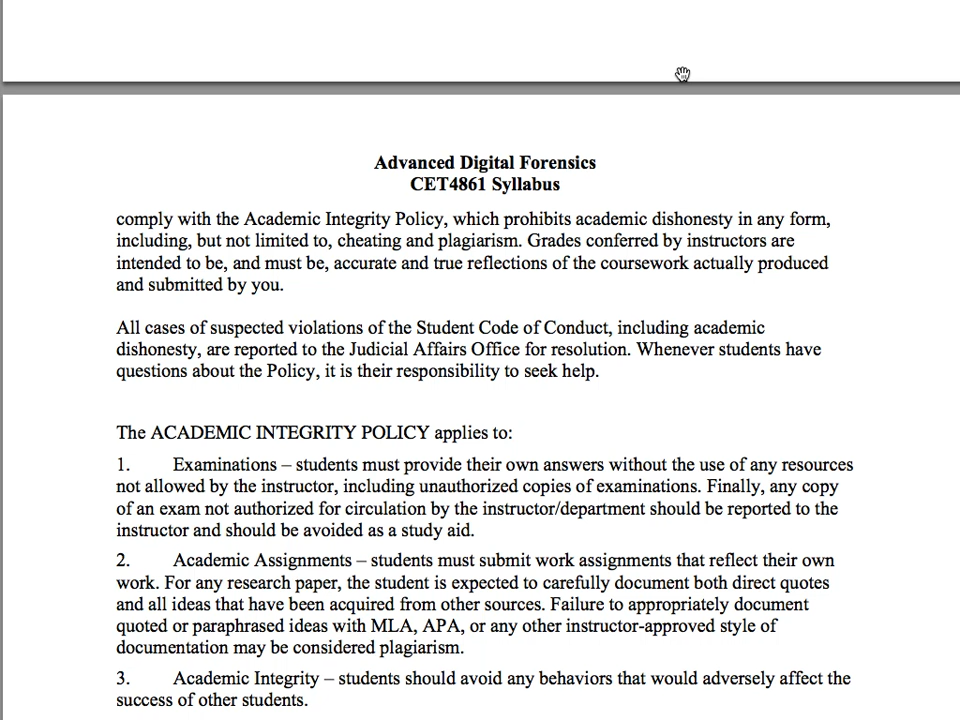 Advanced Digital Forensics
CET4861 Syllabus
comply with the Academic Integrity Policy, which prohibits academic dishonesty in any form,
including, but not limited to, cheating and plagiarism. Grades conferred by instructors are
intended to be, and must be, accurate and true reflections of the coursework actually produced
and submitted by you.
All cases of suspected violations of the Student Code of Conduct, including academic
dishonesty, are reported to the Judicial Affairs Office for resolution. Whenever students have
questions about the Policy, it is their responsibility to seek help.
The ACADEMIC INTEGRITY POLICY applies to:
1. Examinations – students must provide their own answers without the use of any resources
not allowed by the instructor, including unauthorized copies of examinations. Finally, any copy
of an exam not authorized for circulation by the instructor/department should be reported to the
instructor and should be avoided as a study aid.
2. Academic Assignments – students must submit work assignments that reflect their own
work. For any research paper, the student is expected to carefully document both direct quotes
and all ideas that have been acquired from other sources. Failure to appropriately document
quoted or paraphrased ideas with MLA, APA, or any other instructor-approved style of
documentation may be considered plagiarism.
3. Academic Integrity – students should avoid any behaviors that would adversely affect the
success of other students.